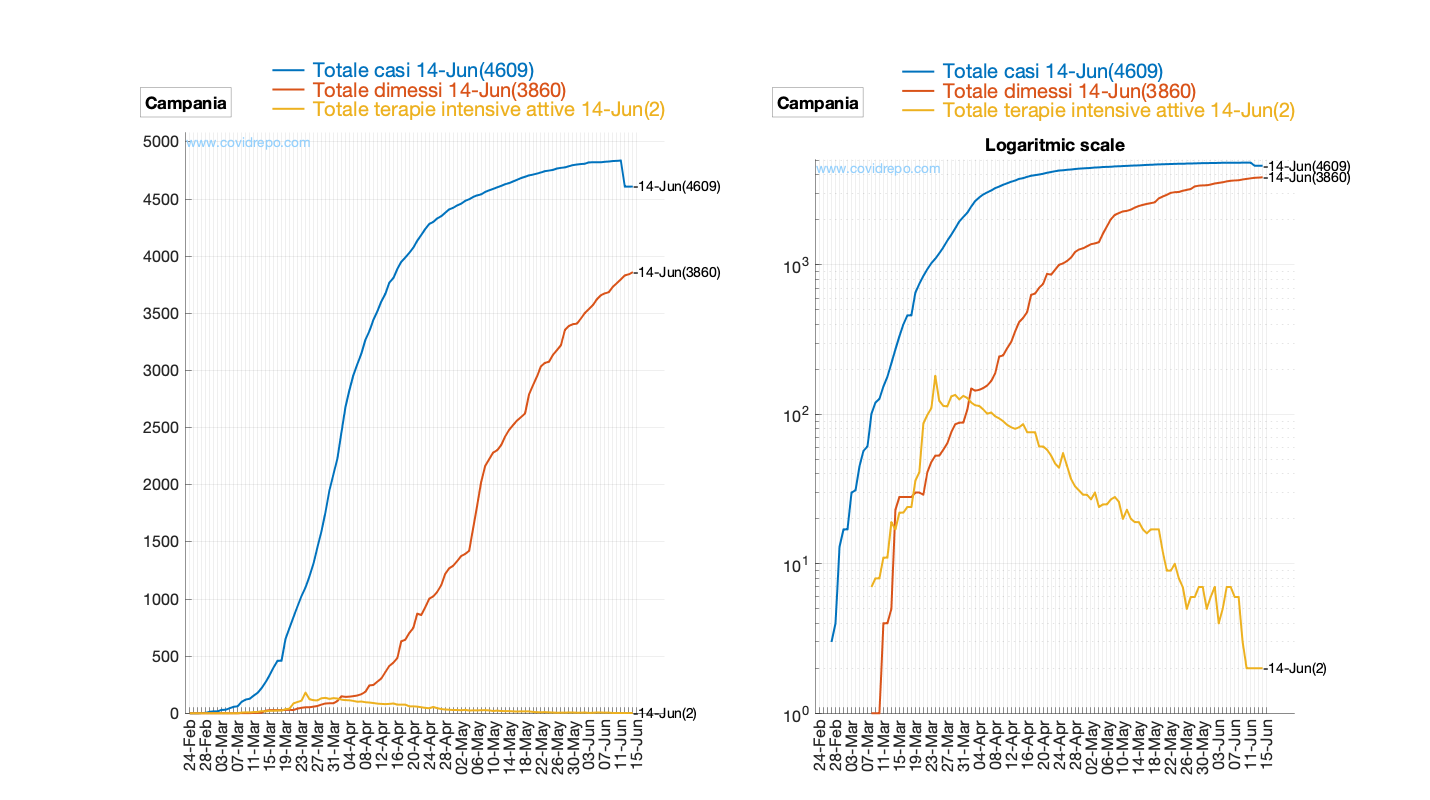 Totale casi 14-Jun(4609)
Totale dimessi 14-Jun(3860)
Totale terapie intensive attive 14-Jun(2)
Campania
www.covidrepo.com
5000
4500
4000
3500
3000
2500
2000
1500
1000
500
0
-14-Jun(4609)
-14-Jun(3860)
-14-Jun(2)
24-Feb
28-Feb
03-Mar
07-Mar
11-Mar
15-Mar
19-Mar
23-Mar
27-Mar
31-Mar
04-Apr
08-Apr
12-Apr
16-Apr
20-Apr
24-Apr
28-Apr
02-May
06-May
10-May
14-May
18-May
22-May
26-May
30-May
03-Jun
07-Jun
11-Jun
15-Jun
Totale casi 14-Jun(4609)
Totale dimessi 14-Jun(3860)
Totale terapie intensive attive 14-Jun(2)
Campania
Logaritmic scale
www.covidrepo.com
10³
10²
10¹
10⁰
-14-Jun(4609)
-14-Jun(3860)
-14-Jun(2)
24-Feb
28-Feb
03-Mar
07-Mar
11-Mar
15-Mar
19-Mar
23-Mar
27-Mar
31-Mar
04-Apr
08-Apr
12-Apr
16-Apr
20-Apr
24-Apr
28-Apr
02-May
06-May
10-May
14-May
18-May
22-May
26-May
30-May
03-Jun
07-Jun
11-Jun
15-Jun